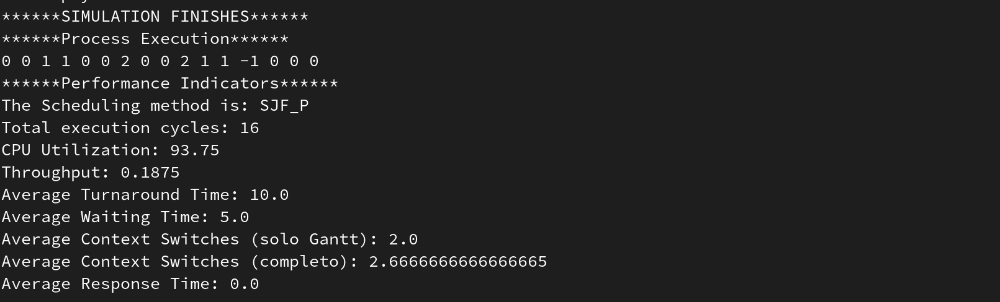 ******SIMULATION FINISHES******
******Process Execution******
0 0 1 1 0 0 2 0 0 2 1 1 -1 0 0 0
******Performance Indicators******
The Scheduling method is: SJF_P
Total execution cycles: 16
CPU Utilization: 93.75
Throughput: 0.1875
Average Turnaround Time: 10.0
Average Waiting Time: 5.0
Average Context Switches (solo Gantt): 2.0
Average Context Switches (completo): 2.6666666666666665
Average Response Time: 0.0